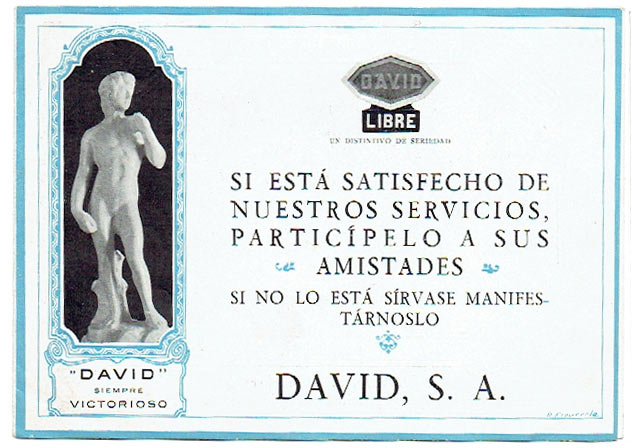 DAVID
LIBRE
UN DISTINTIVO DE SERIEDAD
SI ESTÁ SATISFECHO DE
NUESTROS SERVICIOS,
PARTICÍPELO A SUS
AMISTADES
SI NO LO ESTÁ SÍRVASE MANIFES-
TÁRNOSLO
DAVID, S. A.
"DAVID"
SIEMPRE
VICTORIOSO